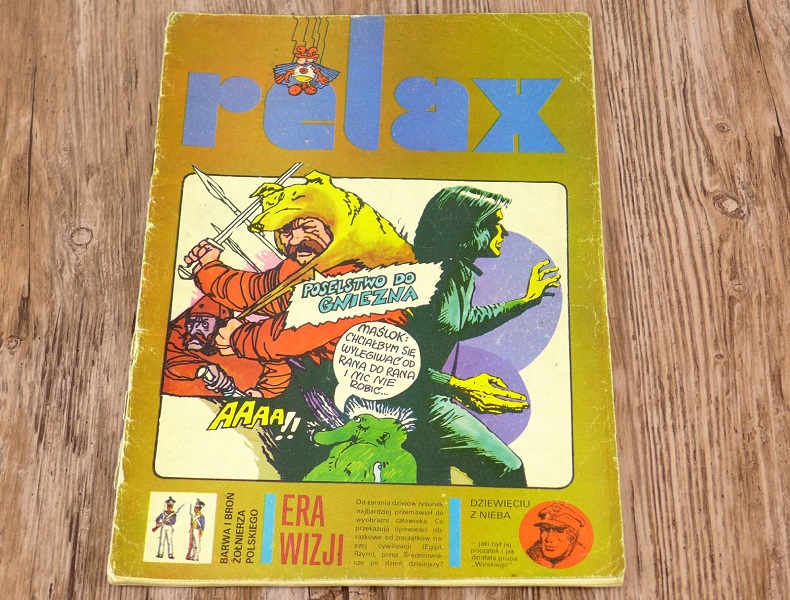 relax
POSELSTWO DO
GNIEZNA
MAŚLOK:
CHCIAŁBYM SIĘ
WYLEGIWAĆ OD
RANA DO RANA
I NIC NIE
ROBIĆ...
AAAA!!
BARWA I BROŃ
ŻOŁNIERZA
POLSKIEGO
ERA
WIZJI
Od zarania dziejów rysunek
najbardziej przemawiał do
wyobraźni człowieka. Co
przekazują opowieści ob-
razkowe od początków na-
szej cywilizacji (Egipt,
Rzym), przez Średniowie-
cze po dzień dzisiejszy?
DZIEWIĘCIU
Z NIEBA
... jaki był jej
początek i jak
działała grupa
„Wirskiego”